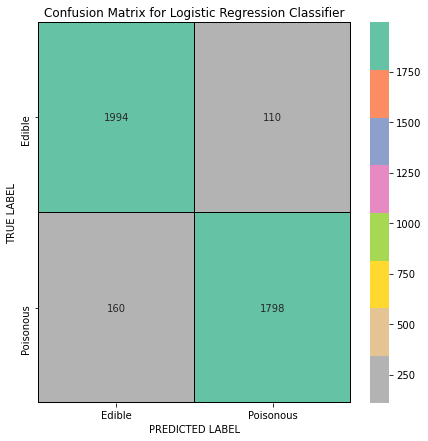 Confusion Matrix for Logistic Regression Classifier
1994 110
160 1798
Edible
Poisonous
TRUE LABEL
Edible Poisonous
PREDICTED LABEL
1750
1500
1250
1000
750
500
250